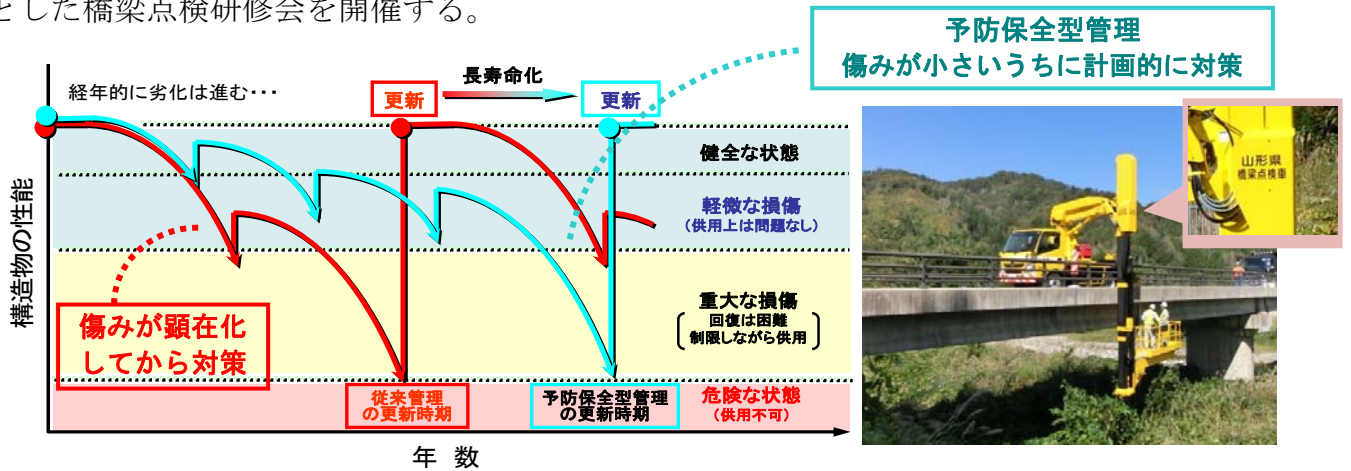 とした橋梁点検研修会を開催する。
予防保全型管理
傷みが小さいうちに計画的に対策
長寿命化
経年的に劣化は進む・・・
更新
更新
健全な状態
山形県
橋梁点検車
軽微な損傷
(供用上は問題なし)
構造物の性能
重大な損傷
回復は困難
制限しながら供用
傷みが顕在化
してから対策
従来管理
の更新時期
予防保全型管理
の更新時期
危険な状態
(供用不可)
年 数